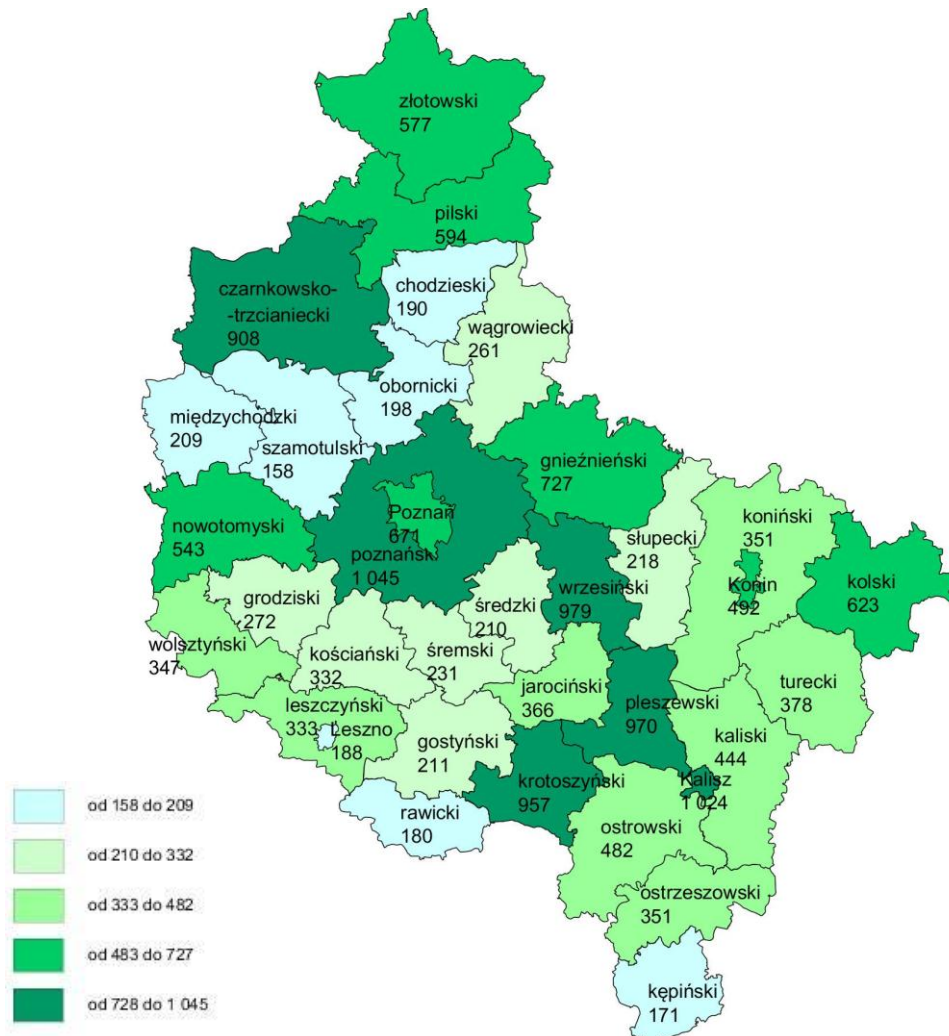 złotowski
577
pilski
594
chodzieski
190
czarnkowsko-
-trzcianiecki
908
wągrowiecki
261
obornicki
198
międzychodzki
209
szamotulski
158
gnieźnieński
727
Poznań
671
poznański
1 045
nowotomyski
543
słupecki
218
koniński
351
Konin
492
kolski
623
wrzesiński
979
grodziski
272
średzki
210
wolsztyński
347
kościański
332
śremski
231
jarociński
366
pleszewski
970
turecki
378
leszczyński
333
Leszno
188
gostyński
211
kaliski
444
krotoszyński
957
Kalisz
1 024
rawicki
180
ostrowski
482
ostrzeszowski
351
kępiński
171
od 158 do 209
od 210 do 332
od 333 do 482
od 483 do 727
od 728 do 1 045